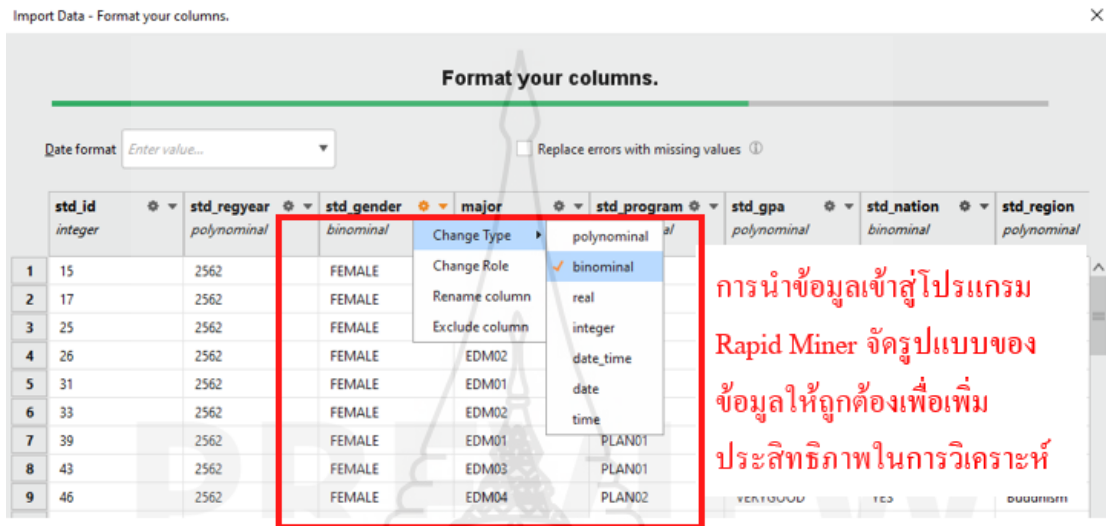 Import Data - Format your columns.
Format your columns.
Date format Enter value... Replace errors with missing values
std_id std_regyear std_gender major std_program std_gpa std_nation std_region
integer polynominal binominal polynominal binominal polynominal
Change Type
Change Role
Rename column
Exclude column
polynominal
binominal
real
integer
date_time
date
time
1 15 2562 FEMALE
2 17 2562 FEMALE
3 25 2562 FEMALE
4 26 2562 FEMALE EDM02
5 31 2562 FEMALE EDM01
6 33 2562 FEMALE EDM02
7 39 2562 FEMALE EDM01 PLAN01
8 43 2562 FEMALE EDM03 PLAN01
9 46 2562 FEMALE EDM04 PLAN02 VERYGOOD YES Buddhism
การนำข้อมูลเข้าสู่โปรแกรม
Rapid Miner จัดรูปแบบของ
ข้อมูลให้ถูกต้องเพื่อเพิ่ม
ประสิทธิภาพในการวิเคราะห์